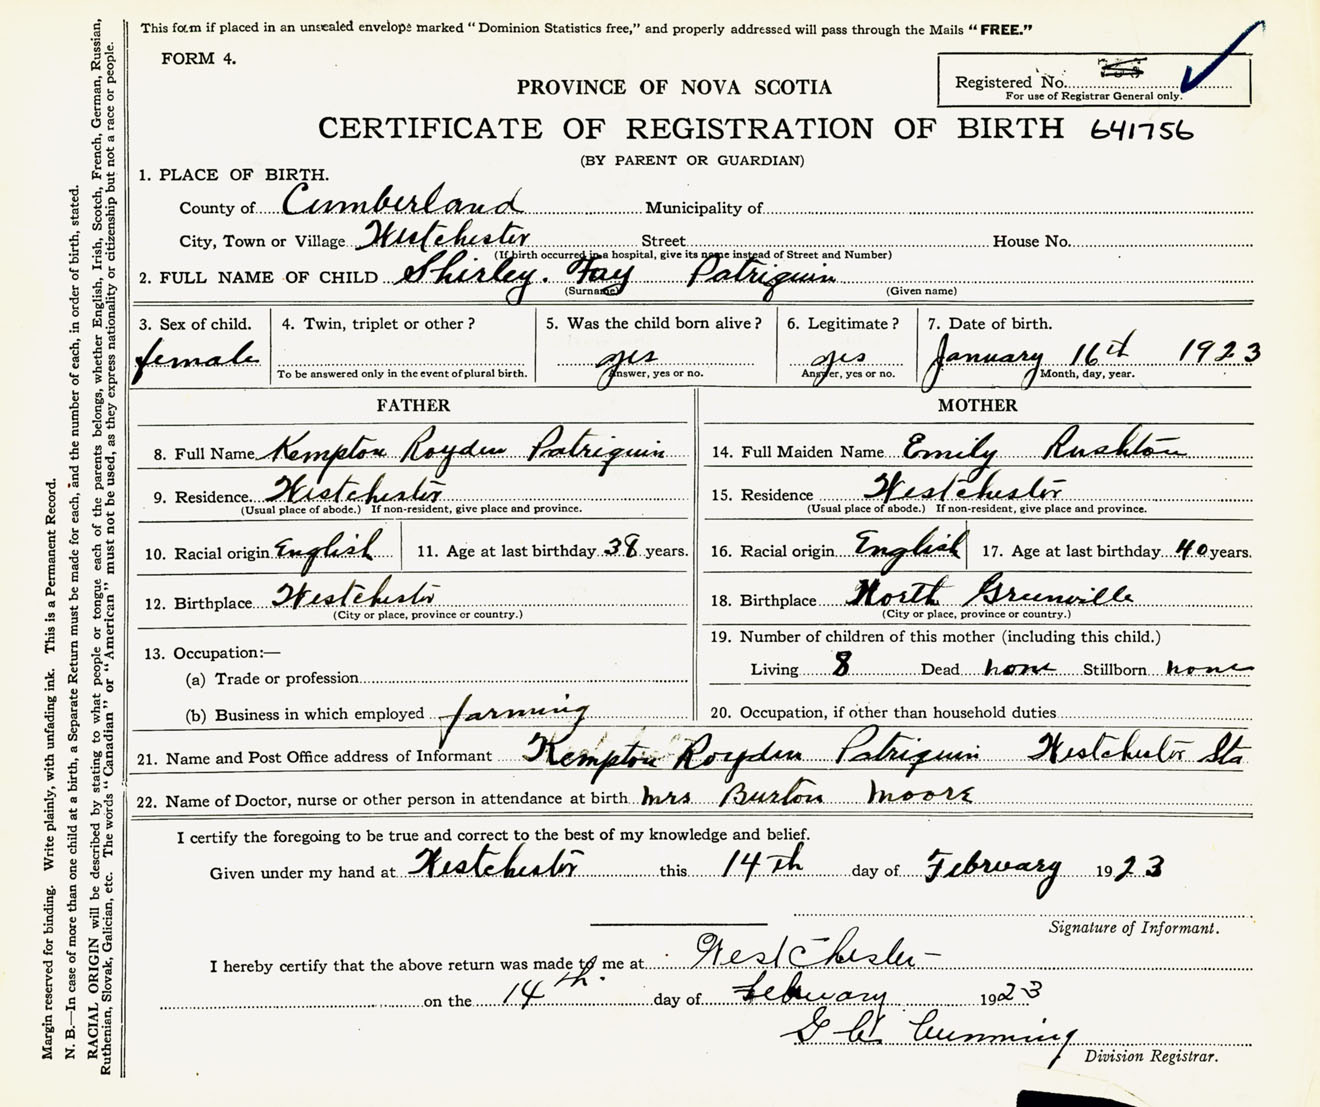 This form if placed in an unsealed envelope marked "Dominion Statistics free," and properly addressed will pass through the Mails "FREE."
FORM 4.
Registered No.
For use of Registrar General only.
PROVINCE OF NOVA SCOTIA
CERTIFICATE OF REGISTRATION OF BIRTH 641756
(BY PARENT OR GUARDIAN)
1. PLACE OF BIRTH.
County of Cumberland Municipality of
City, Town or Village Westchester Street House No.
(If birth occurred in a hospital, give its name instead of Street and Number)
2. FULL NAME OF CHILD Shirley. Fay Patriquin
(Surname) (Given name)
3. Sex of child. 4. Twin, triplet or other? 5. Was the child born alive? 6. Legitimate? 7. Date of birth.
female yes yes January 16th 1923
To be answered only in the event of plural birth. Answer, yes or no. Answer, yes or no. Month, day, year.
FATHER MOTHER
8. Full Name Kempton Royden Patriquin 14. Full Maiden Name Emily Rushton
9. Residence Westchester 15. Residence Westchester
(Usual place of abode.) If non-resident, give place and province. (Usual place of abode.) If non-resident, give place and province.
10. Racial origin English 11. Age at last birthday 38 years. 16. Racial origin English 17. Age at last birthday 40 years.
12. Birthplace Westchester 18. Birthplace North Greenville
(City or place, province or country.) (City or place, province or country.)
19. Number of children of this mother (including this child.)
13. Occupation:—
Living 8 Dead none Stillborn none
(a) Trade or profession
(b) Business in which employed farming 20. Occupation, if other than household duties
21. Name and Post Office address of Informant Kempton Royden Patriquin Westchester Sta
22. Name of Doctor, nurse or other person in attendance at birth Mrs Burton Moore
I certify the foregoing to be true and correct to the best of my knowledge and belief.
Given under my hand at Westchester this 14th day of February 1923
Signature of Informant.
I hereby certify that the above return was made to me at Westchester
on the 14th. day of February 1923
Cumming
Division Registrar.
Margin reserved for binding. Write plainly, with unfading ink. This is a Permanent Record.
N. B.—In case of more than one child at a birth, a Separate Return must be made for each, and the number of each, in order of birth, stated.
RACIAL ORIGIN will be described by stating to what people or tongue each of the parents belongs, whether English, Irish, Scotch, French, German, Russian,
Ruthenian, Slovak, Galician, etc. The words "Canadian" or "American" must not be used, as they express nationality or citizenship but not a race or people.